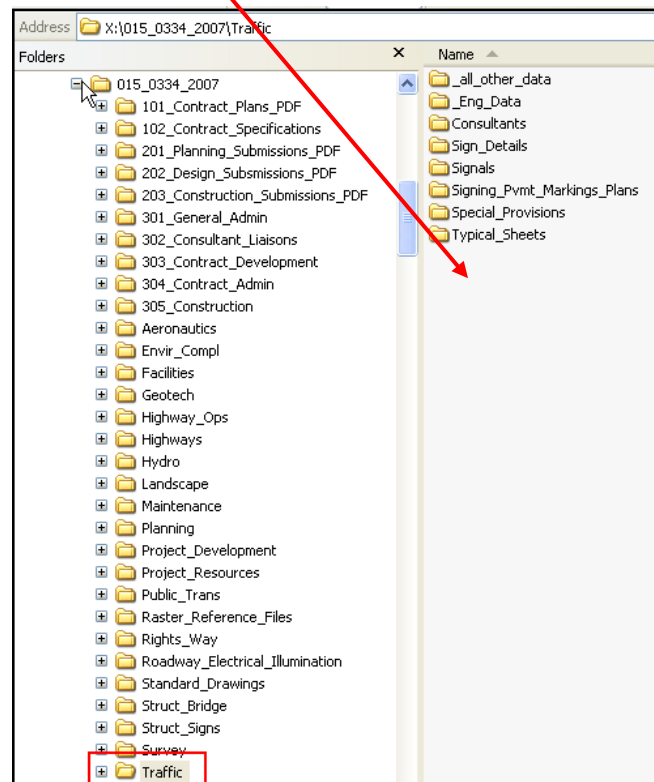 Address X:\015_0334_2007\Traffic
Folders
015_0334_2007
101_Contract_Plans_PDF
102_Contract_Specifications
201_Planning_Submissions_PDF
202_Design_Subsmissions_PDF
203_Construction_Submissions_PDF
301_General_Admin
302_Consultant_Liaisons
303_Contract_Development
304_Contract_Admin
305_Construction
Aeronautics
Envir_Compl
Facilities
Geotech
Highway_Ops
Highways
Hydro
Landscape
Maintenance
Planning
Project_Development
Project_Resources
Public_Trans
Raster_Reference_Files
Rights_Way
Roadway_Electrical_Illumination
Standard_Drawings
Struct_Bridge
Struct_Signs
Survey
Traffic
Name
_all_other_data
_Eng_Data
Consultants
Sign_Details
Signals
Signing_Pvmt_Markings_Plans
Special_Provisions
Typical_Sheets